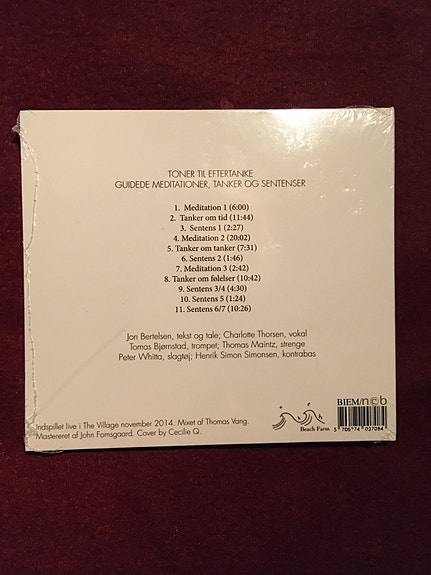 TONER TIL EFTERTANKE
GUIDEDE MEDITATIONER, TANKER OG SENTENSER
1. Meditation 1 (6:00)
2. Tanker om tid (11:44)
3. Sentens 1 (2:27)
4. Meditation 2 (20:02)
5. Tanker om tanker (7:31)
6. Sentens 2 (1:46)
7. Meditation 3 (2:42)
8. Tanker om følelser (10:42)
9. Sentens 3/4 (4:30)
10. Sentens 5 (1:24)
11. Sentens 6/7 (10:26)
Jon Bertelsen, tekst og tale; Charlotte Thorsen, vokal
Tomas Bjørnstad, trompet; Thomas Maintz, strenge
Peter Whitta, slagtøj; Henrik Simon Simonsen, kontrabas
Indspillet live i The Village november 2014. Mixet af Thomas Vang.
Mastereret af John Fomsgaard. Cover by Cecilie Q.
Beach Farm
BIEM/n©b
5 706974 007084